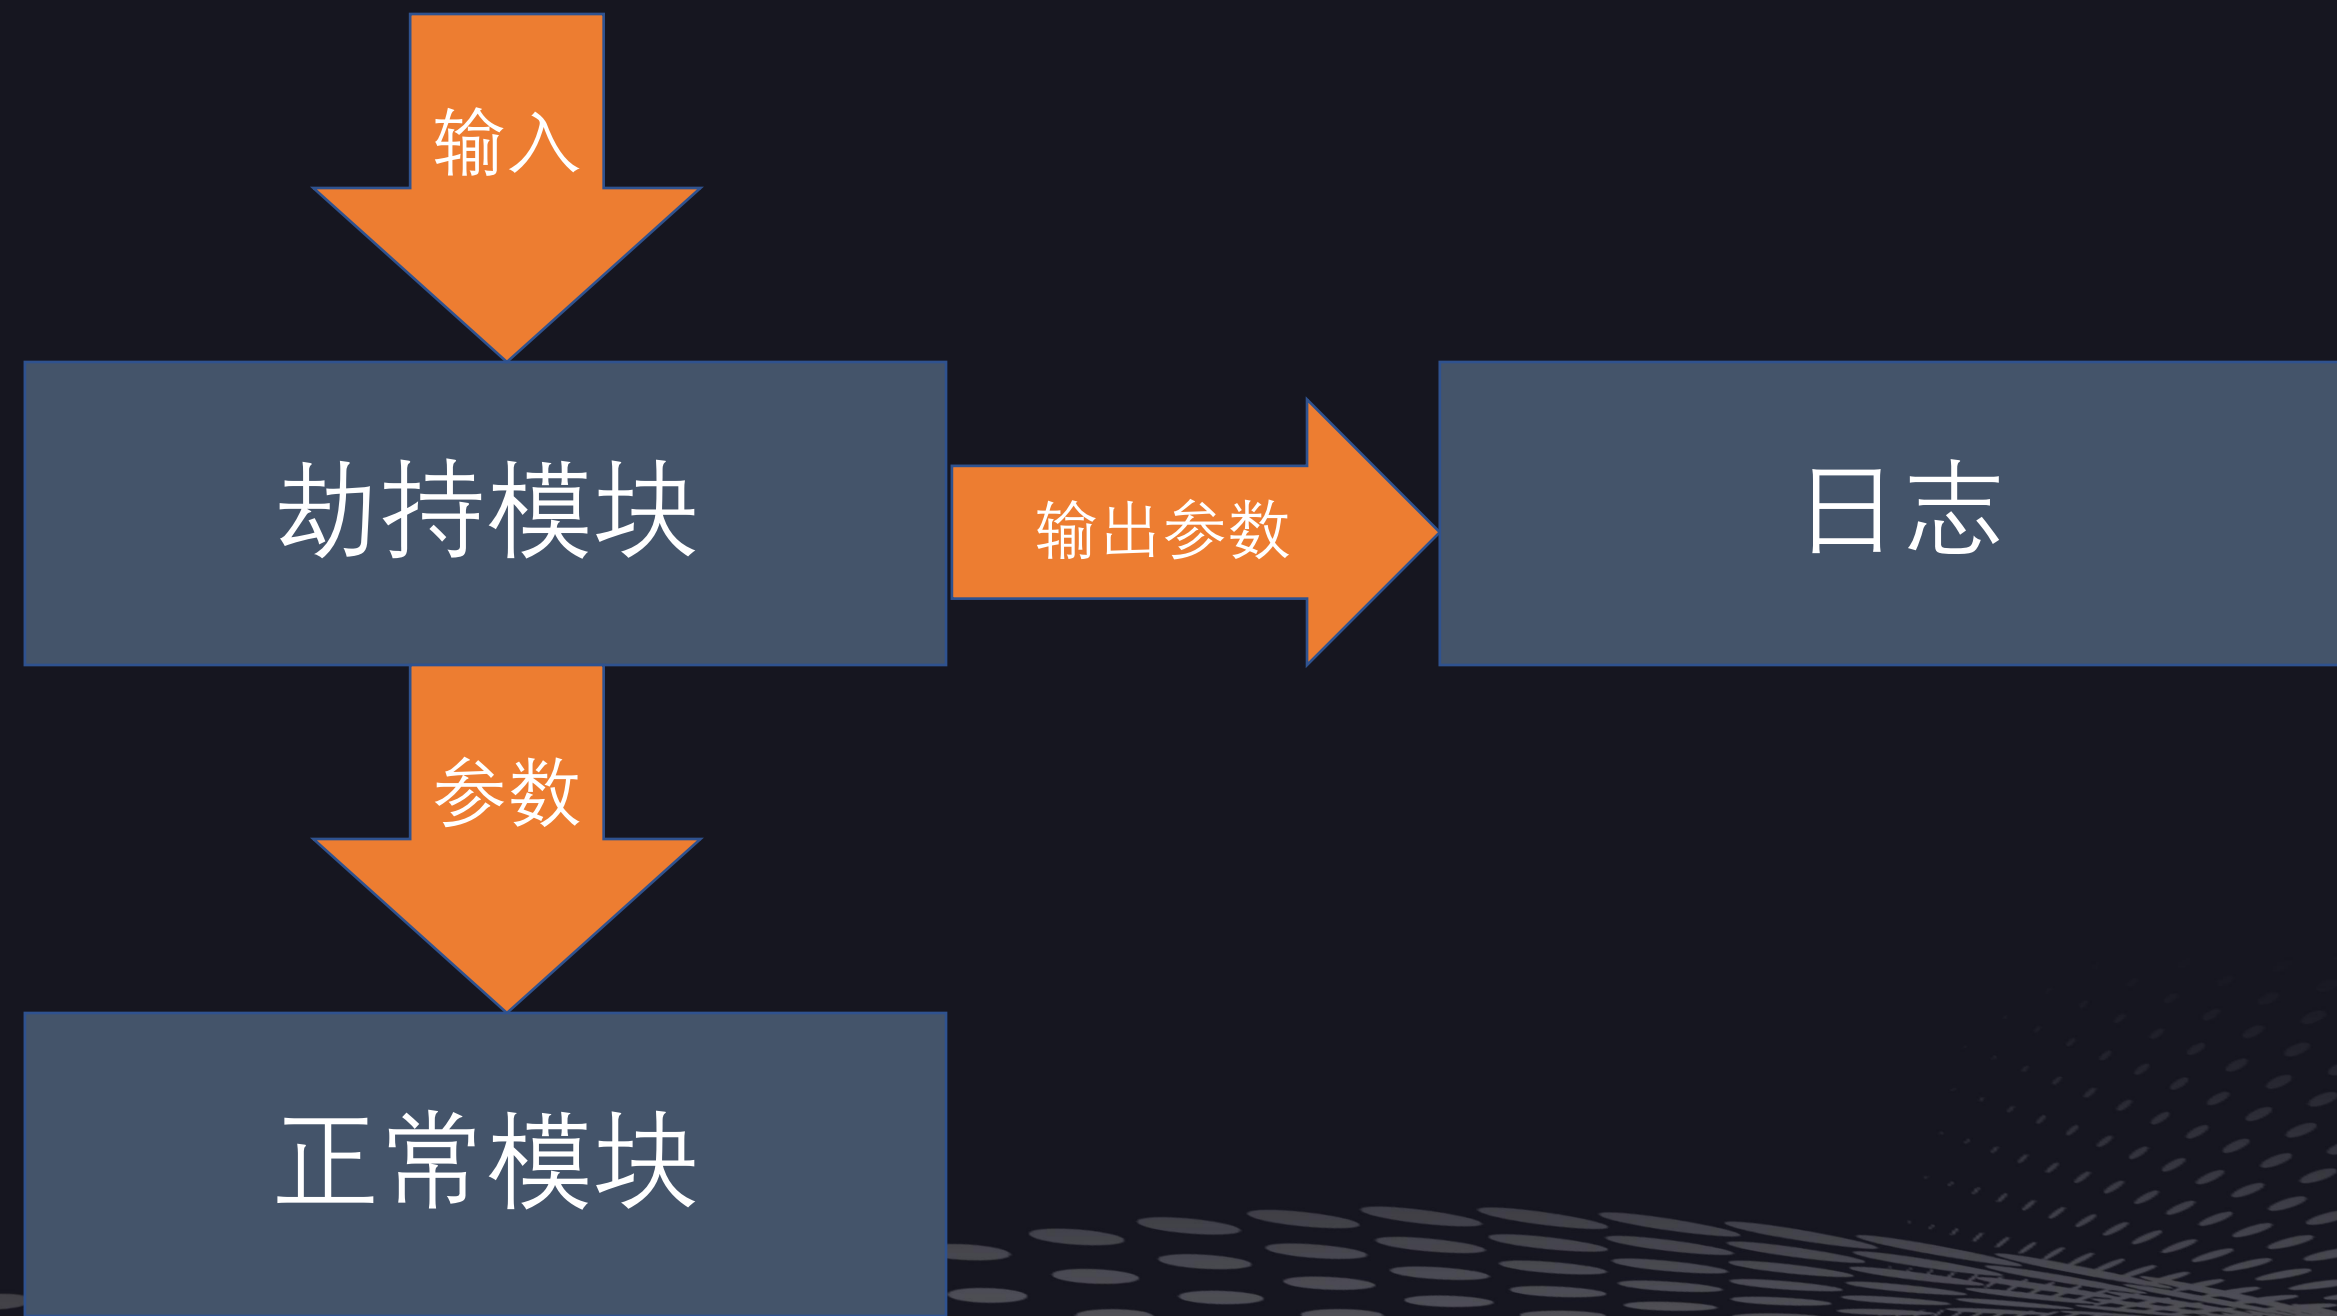 输入
劫持模块
输出参数
日志
参数
正常模块